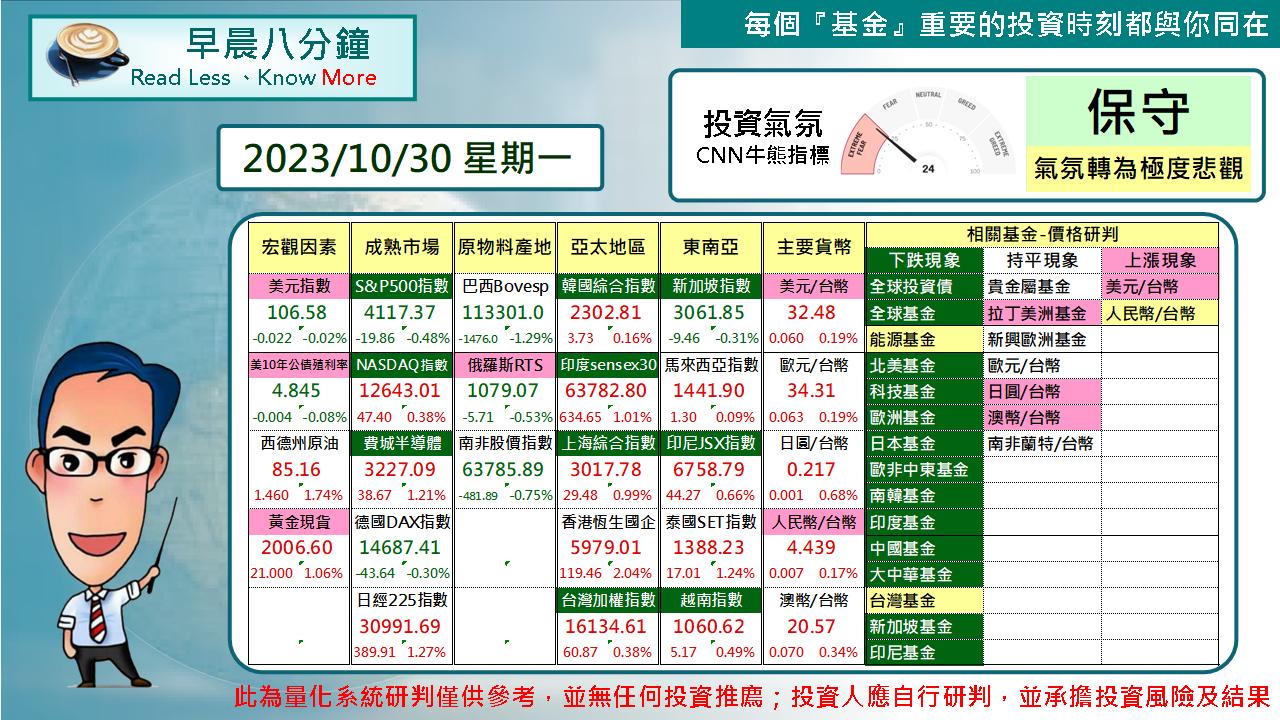 早晨八分鐘
Read Less 、Know More
每個『基金』重要的投資時刻都與你同在
2023/10/30 星期一
投資氣氛
CNN牛熊指標
EXTREME FEAR
FEAR
NEUTRAL
GREED
EXTREME GREED
0
25
50
75
100
24
保守
氣氛轉為極度悲觀
宏觀因素 成熟市場 原物料產地 亞太地區 東南亞 主要貨幣
美元指數 S&P500指數 巴西Bovesp 韓國綜合指數 新加坡指數 美元/台幣
106.58 4117.37 113301.0 2302.81 3061.85 32.48
-0.022 -0.02% -19.86 -0.48% -1476.0 -1.29% 3.73 0.16% -9.46 -0.31% 0.060 0.19%
美10年公債殖利率 NASDAQ指數 俄羅斯RTS 印度sensex30 馬來西亞指數 歐元/台幣
4.845 12643.01 1079.07 63782.80 1441.90 34.31
-0.004 -0.08% 47.40 0.38% -5.71 -0.53% 634.65 1.01% 1.30 0.09% 0.063 0.19%
西德州原油 費城半導體 南非股價指數 上海綜合指數 印尼JSX指數 日圓/台幣
85.16 3227.09 63785.89 3017.78 6758.79 0.217
1.460 1.74% 38.67 1.21% -481.89 -0.75% 29.48 0.99% 44.27 0.66% 0.001 0.68%
黃金現貨 德國DAX指數 香港恆生國企 泰國SET指數 人民幣/台幣
2006.60 14687.41 5979.01 1388.23 4.439
21.000 1.06% -43.64 -0.30% 119.46 2.04% 17.01 1.24% 0.007 0.17%
日經225指數 台灣加權指數 越南指數 澳幣/台幣
30991.69 16134.61 1060.62 20.57
389.91 1.27% 60.87 0.38% 5.17 0.49% 0.070 0.34%
相關基金-價格研判
下跌現象 持平現象 上漲現象
全球投資債 貴金屬基金 美元/台幣
全球基金 拉丁美洲基金 人民幣/台幣
能源基金 新興歐洲基金
北美基金 歐元/台幣
科技基金 日圓/台幣
歐洲基金 澳幣/台幣
日本基金 南非蘭特/台幣
歐非中東基金
南韓基金
印度基金
中國基金
大中華基金
台灣基金
新加坡基金
印尼基金
此為量化系統研判僅供參考，並無任何投資推薦；投資人應自行研判，並承擔投資風險及結果